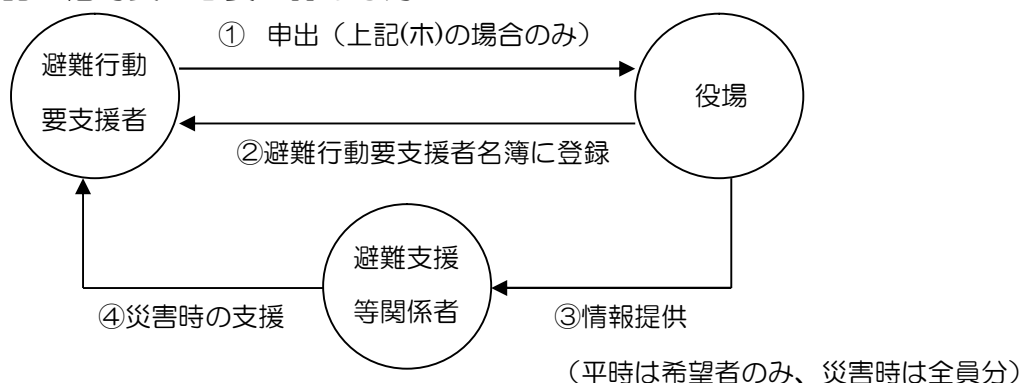 ① 申出（上記(ホ)の場合のみ）
避難行動
要支援者
役場
②避難行動要支援者名簿に登録
避難支援
等関係者
④災害時の支援
③情報提供
（平時は希望者のみ、災害時は全員分）